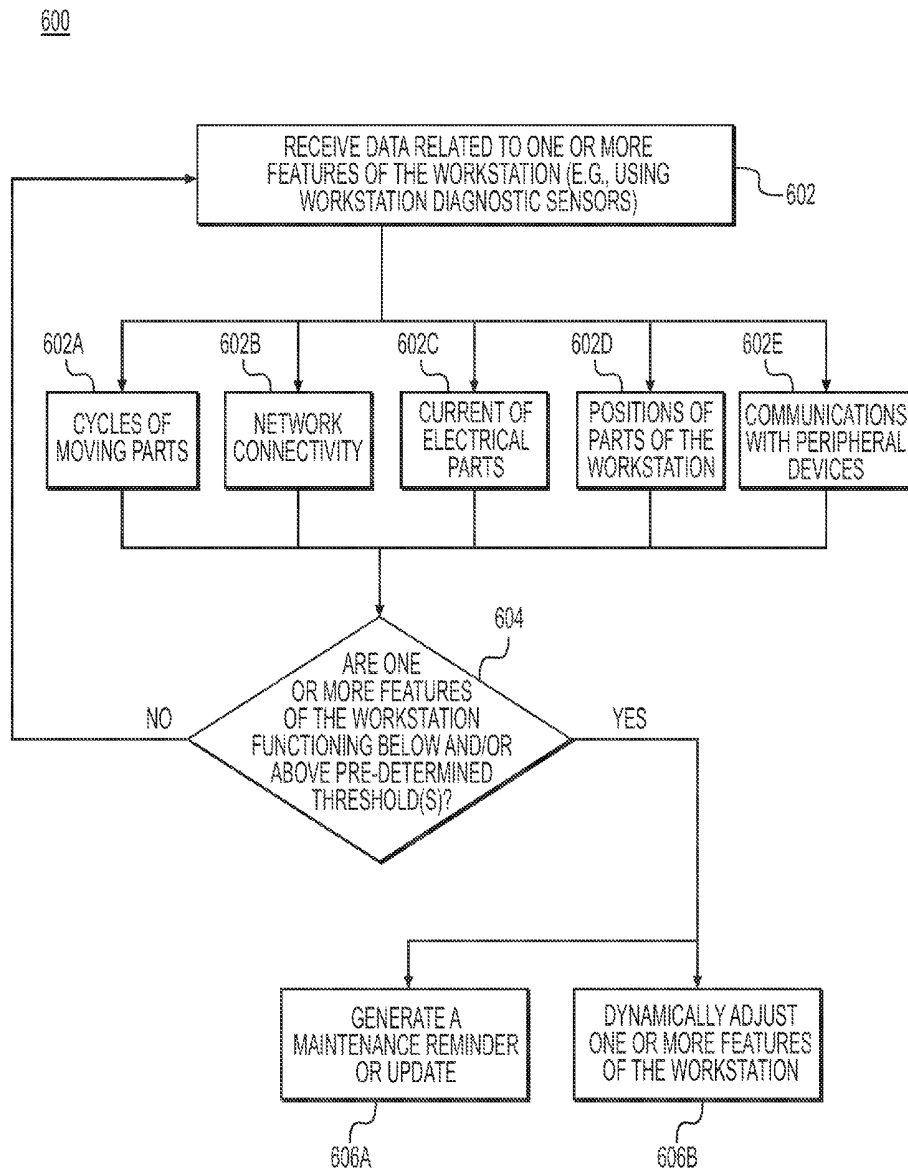 600
RECEIVE DATA RELATED TO ONE OR MORE
FEATURES OF THE WORKSTATION (E.G., USING
WORKSTATION DIAGNOSTIC SENSORS)
602
602A
CYCLES OF
MOVING PARTS
602B
NETWORK
CONNECTIVITY
602C
CURRENT OF
ELECTRICAL
PARTS
602D
POSITIONS OF
PARTS OF THE
WORKSTATION
602E
COMMUNICATIONS
WITH PERIPHERAL
DEVICES
604
ARE ONE
OR MORE FEATURES
OF THE WORKSTATION
FUNCTIONING BELOW AND/OR
ABOVE PRE-DETERMINED
THRESHOLD(S)?
NO
YES
GENERATE A
MAINTENANCE REMINDER
OR UPDATE
606A
DYNAMICALLY ADJUST
ONE OR MORE FEATURES
OF THE WORKSTATION
606B